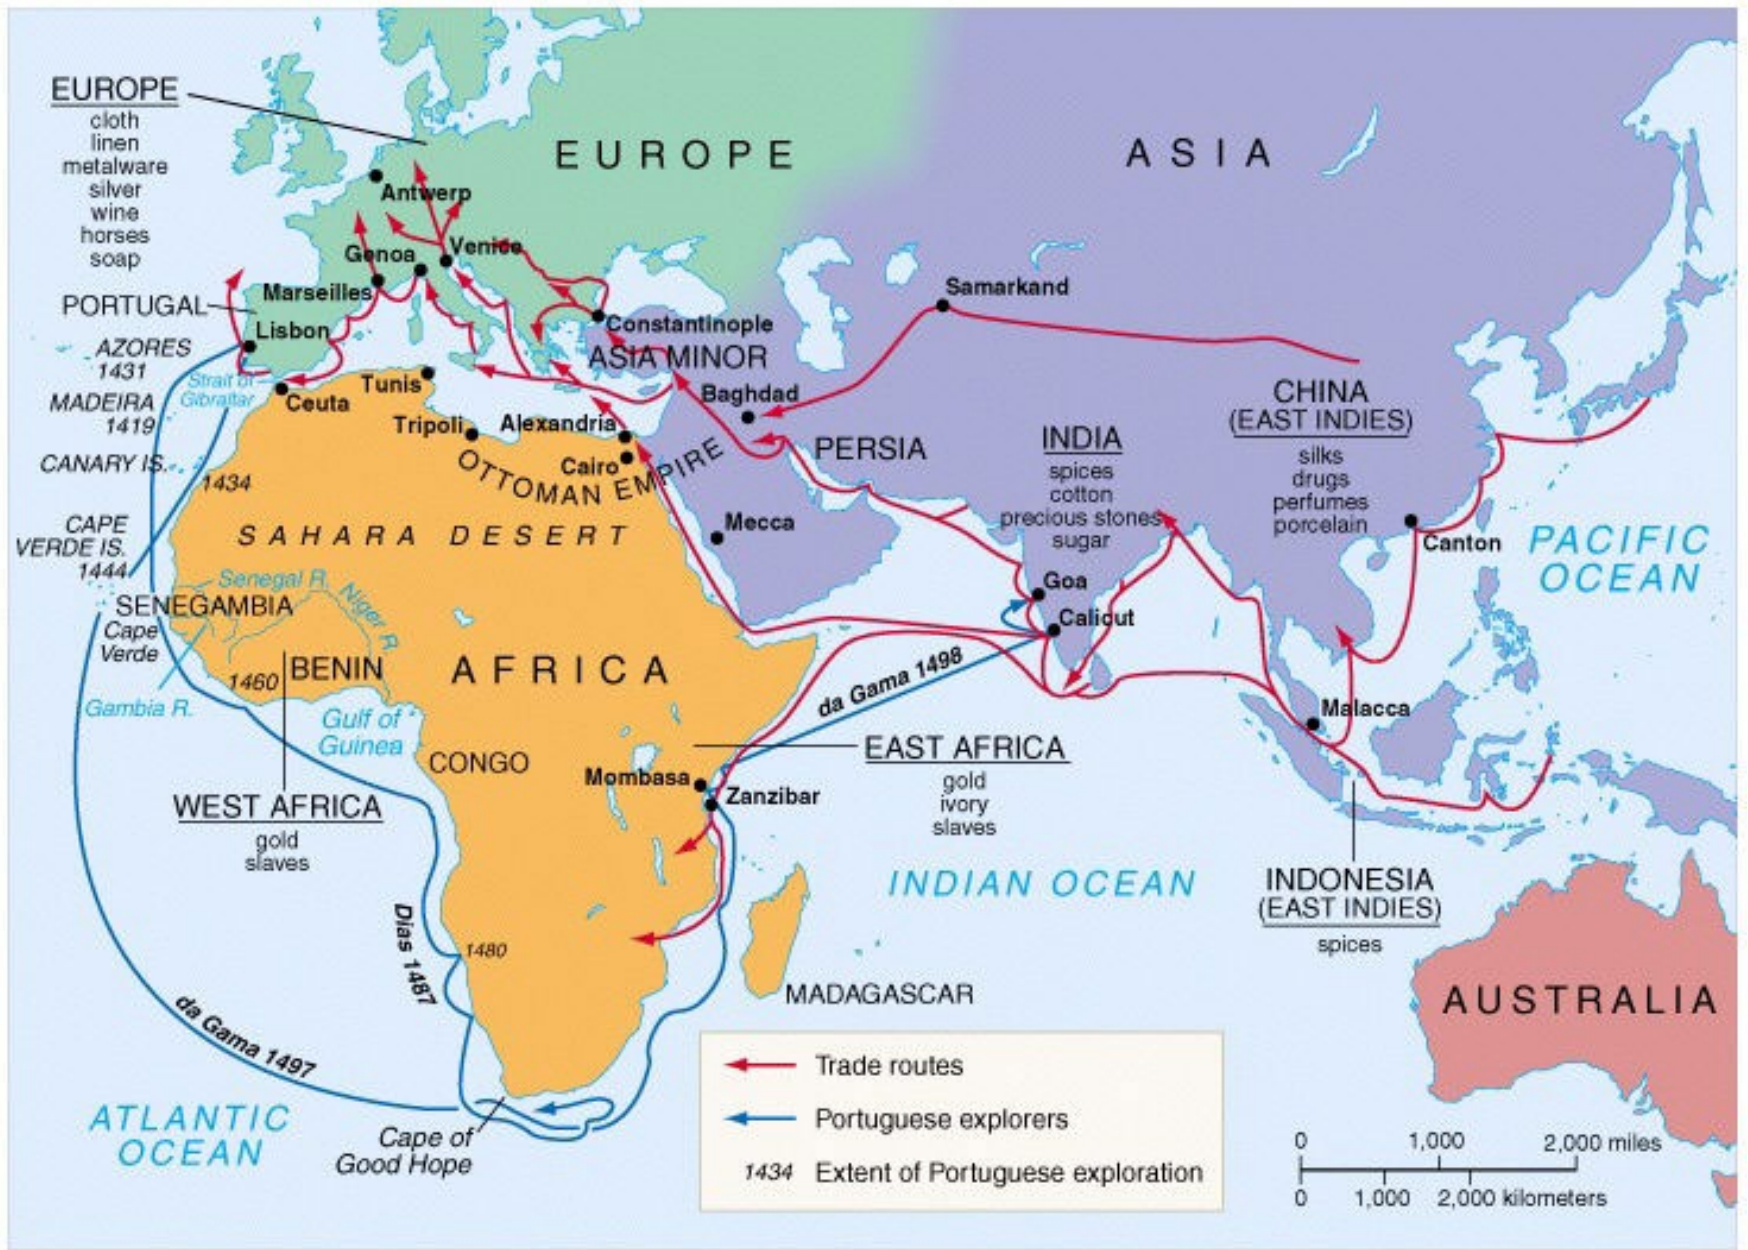 EUROPE
cloth
linen
metalware
silver
wine
horses
soap
EUROPE
ASIA
Antwerp
Genoa
Venice
Marseilles
PORTUGAL
Lisbon
AZORES
1431
Strait of
Gibraltar
MADEIRA
1419
CANARY IS.
1434
CAPE
VERDE IS.
1444
Ceuta
Tunis
Tripoli
Alexandria
Cairo
OTTOMAN EMPIRE
Constantinople
ASIA MINOR
Samarkand
Baghdad
PERSIA
Mecca
INDIA
spices
cotton
precious stones
sugar
CHINA
(EAST INDIES)
silks
drugs
perfumes
porcelain
Canton
PACIFIC
OCEAN
SAHARA DESERT
Senegal R.
Niger R.
SENEGAMBIA
Cape
Verde
BENIN
1460
Gambia R.
Gulf of
Guinea
AFRICA
Goa
Calicut
da Gama 1498
Malacca
CONGO
WEST AFRICA
gold
slaves
Mombasa
Zanzibar
EAST AFRICA
gold
ivory
slaves
INDIAN OCEAN
INDONESIA
(EAST INDIES)
spices
Dias 1487
1480
MADAGASCAR
AUSTRALIA
da Gama 1497
ATLANTIC
OCEAN
Cape of
Good Hope
Trade routes
Portuguese explorers
1434 Extent of Portuguese exploration
0 1,000 2,000 miles
0 1,000 2,000 kilometers